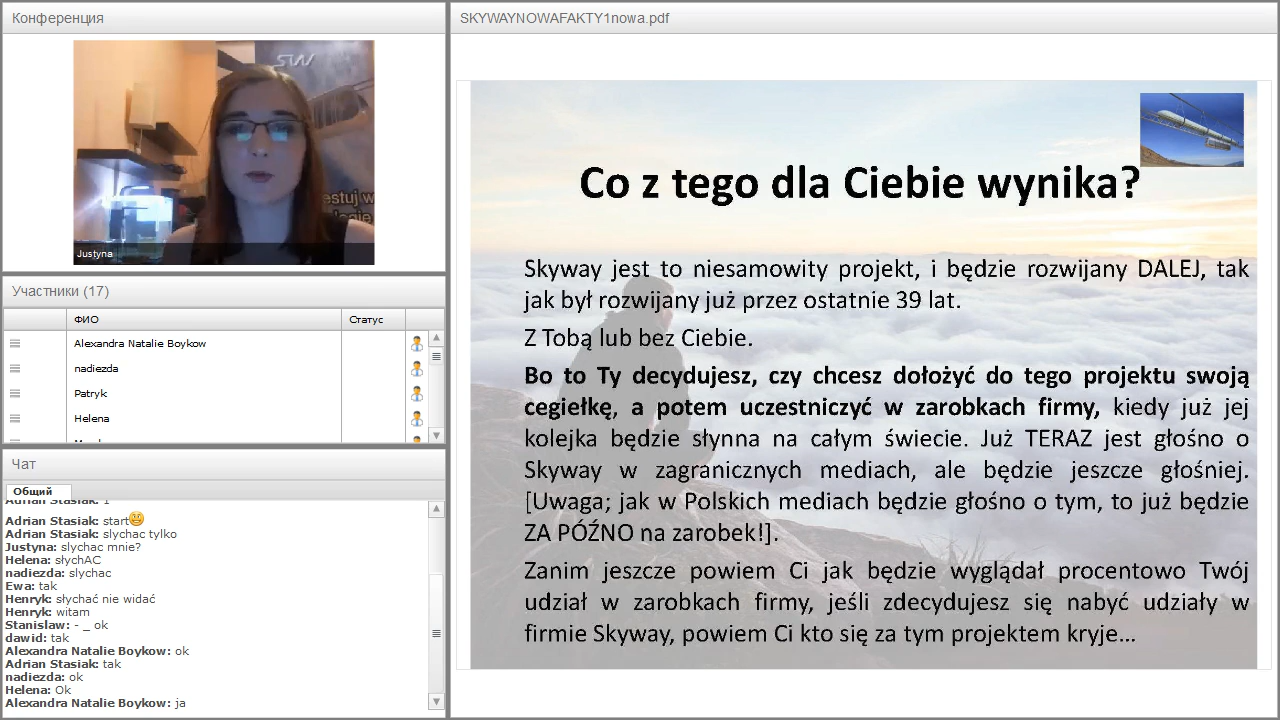 Конференция
SW
estuj w
logie
Justyna
Участники (17)
ФИО
Статус
Alexandra Natalie Boykow
nadiezda
Patryk
Helena
Чат
Общий
Adrian Stasiak: 1
Adrian Stasiak: start
Adrian Stasiak: slychac tylko
Justyna: slychac mnie?
Helena: słychAC
nadiezda: slychac
Ewa: tak
Henryk: słychać nie widać
Henryk: witam
Stanislaw: - _ ok
dawid: tak
Alexandra Natalie Boykow: ok
Adrian Stasiak: tak
nadiezda: ok
Helena: Ok
Alexandra Natalie Boykow: ja
SKYWAYNOWAFAKTY1nowa.pdf
Co z tego dla Ciebie wynika?
Skyway jest to niesamowity projekt, i będzie rozwijany DALEJ, tak
jak był rozwijany już przez ostatnie 39 lat.
Z Tobą lub bez Ciebie.
Bo to Ty decydujesz, czy chcesz dołożyć do tego projektu swoją
cegiełkę, a potem uczestniczyć w zarobkach firmy, kiedy już jej
kolejka będzie słynna na całym świecie. Już TERAZ jest głośno o
Skyway w zagranicznych mediach, ale będzie jeszcze głośniej.
[Uwaga; jak w Polskich mediach będzie głośno o tym, to już będzie
ZA PÓŹNO na zarobek!].
Zanim jeszcze powiem Ci jak będzie wyglądał procentowo Twój
udział w zarobkach firmy, jeśli zdecydujesz się nabyć udziały w
firmie Skyway, powiem Ci kto się za tym projektem kryje…